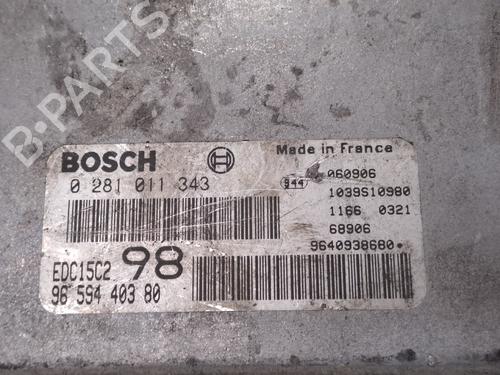 B-PARTS
BOSCH
Made in France
0 281 011 343
944
060906
1039S10980
1166 0321
68906
9640938680
EDC15C2 98
96 594 403 80